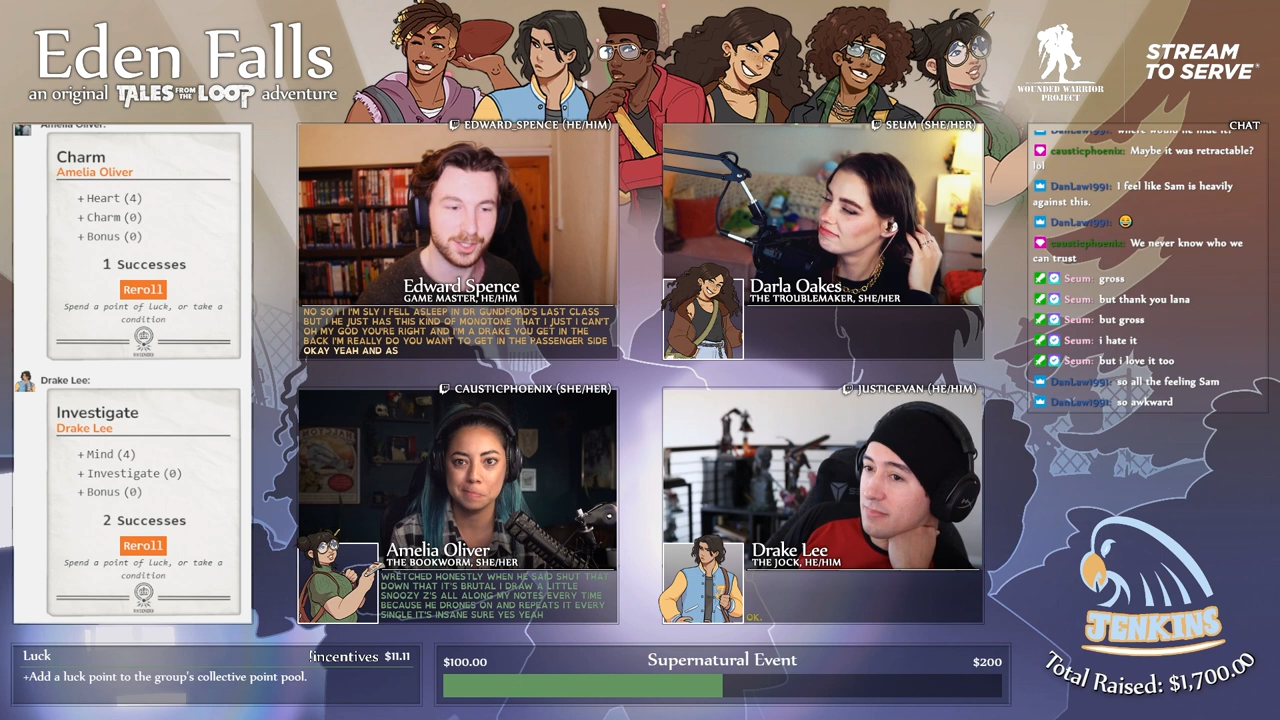 Eden Falls
an original TALES FROM THE LOOP adventure
WOUNDED WARRIOR
PROJECT
STREAM
TO SERVE
Amelia Oliver:
Charm
Amelia Oliver
+ Heart (4)
+ Charm (0)
+ Bonus (0)
1 Successes
Reroll
Spend a point of luck, or take a
condition
Drake Lee:
Investigate
Drake Lee
+ Mind (4)
+ Investigate (0)
+ Bonus (0)
2 Successes
Reroll
Spend a point of luck, or take a
condition
EDWARD_SPENCE (HE/HIM)
Edward Spence
GAME MASTER, HE/HIM
NO SO I I I'M SLY I FELL ASLEEP IN DR GUNDFORD'S LAST CLASS
BUT I HE JUST HAS THIS KIND OF MONOTONE THAT I JUST I CAN'T
OH MY GOD YOU'RE RIGHT AND I'M A DRAKE YOU GET IN THE
BACK I'M REALLY DO YOU WANT TO GET IN THE PASSENGER SIDE
OKAY YEAH AND AS
SEUM (SHE/HER)
Darla Oakes
THE TROUBLEMAKER, SHE/HER
CAUSTICPHOENIX (SHE/HER)
Amelia Oliver
THE BOOKWORM, SHE/HER
WRETCHED HONESTLY WHEN HE SAID SHUT THAT
DOWN THAT IT'S BRUTAL I DRAW A LITTLE
SNOOZY Z'S ALL ALONG MY NOTES EVERY TIME
BECAUSE HE DRONES ON AND REPEATS IT EVERY
SINGLE IT'S INSANE SURE YES YEAH
JUSTICEVAN (HE/HIM)
Drake Lee
THE JOCK, HE/HIM
OK.
CHAT
DanLaw1991: where would he hide it?
causticphoenix: Maybe it was retractable?
lol
DanLaw1991: I feel like Sam is heavily
against this.
DanLaw1991: 😂
causticphoenix: We never know who we
can trust
Seum: gross
Seum: but thank you lana
Seum: but gross
Seum: i hate it
Seum: but i love it too
DanLaw1991: so all the feeling Sam
DanLaw1991: so awkward
JENKINS
Total Raised: $1,700.00
Luck
!incentives $11.11
+Add a luck point to the group's collective point pool.
$100.00 Supernatural Event $200